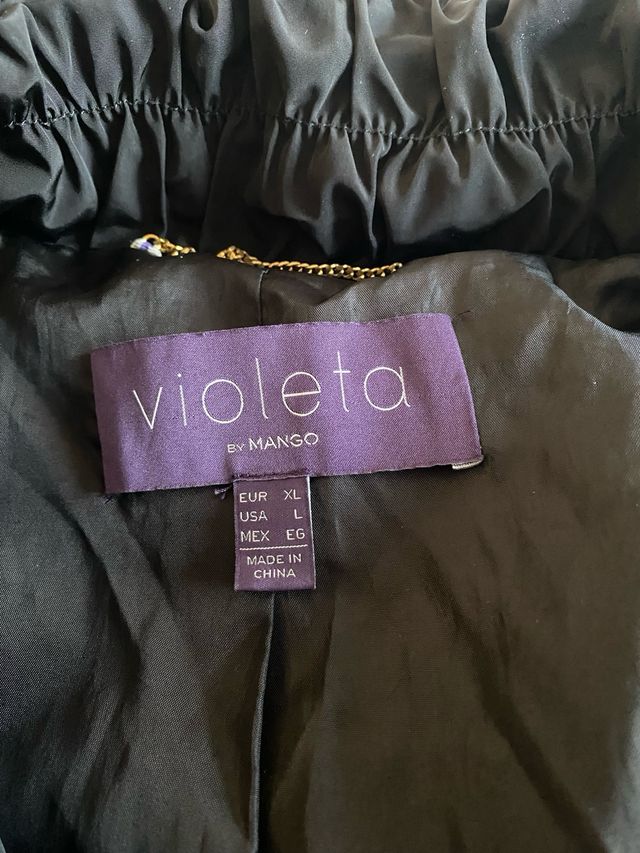 violeta
BY MANGO
EUR XL
USA L
MEX EG
MADE IN
CHINA